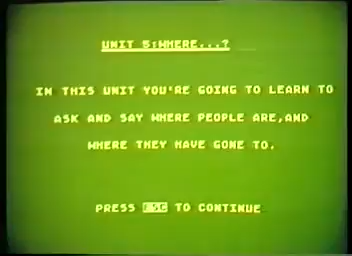 UNIT 5:WHERE...?
IN THIS UNIT YOU'RE GOING TO LEARN TO
ASK AND SAY WHERE PEOPLE ARE,AND
WHERE THEY HAVE GONE TO.
PRESS ESC TO CONTINUE